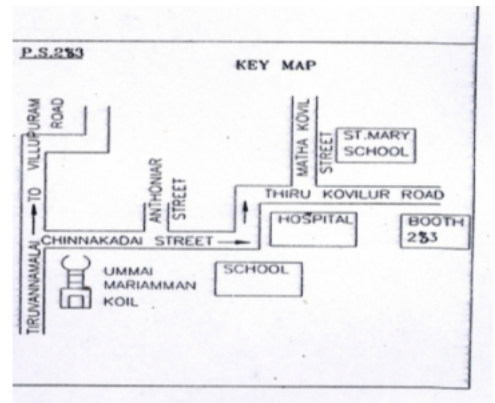 P.S.283
KEY MAP
TIRUVANNAMALAI → TO VILLUPURAM
ROAD
ANTHONIAR
STREET
MATHA KOVIL
STREET
ST.MARY
SCHOOL
THIRU KOVILUR ROAD
HOSPITAL
BOOTH
283
CHINNAKADAI STREET →
UMMAI
MARIAMMAN
KOIL
SCHOOL